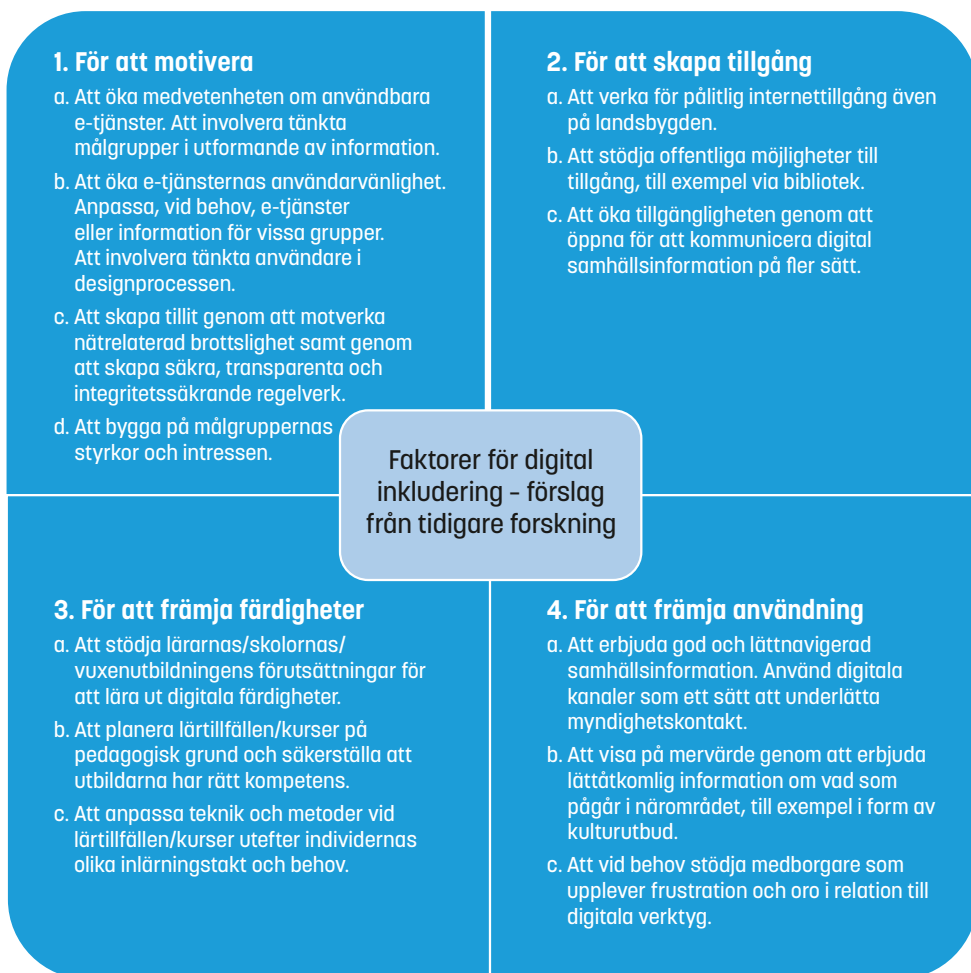 1. För att motivera
a. Att öka medvetenheten om användbara
e-tjänster. Att involvera tänkta
målgrupper i utformande av information.
b. Att öka e-tjänsternas användarvänlighet.
Anpassa, vid behov, e-tjänster
eller information för vissa grupper.
Att involvera tänkta användare i
designprocessen.
c. Att skapa tillit genom att motverka
nätrelaterad brottslighet samt genom
att skapa säkra, transparenta och
integritetssäkrande regelverk.
d. Att bygga på målgruppernas
styrkor och intressen.
2. För att skapa tillgång
a. Att verka för pålitlig internettillgång även
på landsbygden.
b. Att stödja offentliga möjligheter till
tillgång, till exempel via bibliotek.
c. Att öka tillgängligheten genom att
öppna för att kommunicera digital
samhällsinformation på fler sätt.
Faktorer för digital
inkludering – förslag
från tidigare forskning
3. För att främja färdigheter
a. Att stödja lärarnas/skolornas/
vuxenutbildningens förutsättningar för
att lära ut digitala färdigheter.
b. Att planera lärtillfällen/kurser på
pedagogisk grund och säkerställa att
utbildarna har rätt kompetens.
c. Att anpassa teknik och metoder vid
lärtillfällen/kurser utefter individernas
olika inlärningstakt och behov.
4. För att främja användning
a. Att erbjuda god och lättnavigerad
samhällsinformation. Använd digitala
kanaler som ett sätt att underlätta
myndighetskontakt.
b. Att visa på mervärde genom att erbjuda
lättåtkomlig information om vad som
pågår i närområdet, till exempel i form av
kulturutbud.
c. Att vid behov stödja medborgare som
upplever frustration och oro i relation till
digitala verktyg.